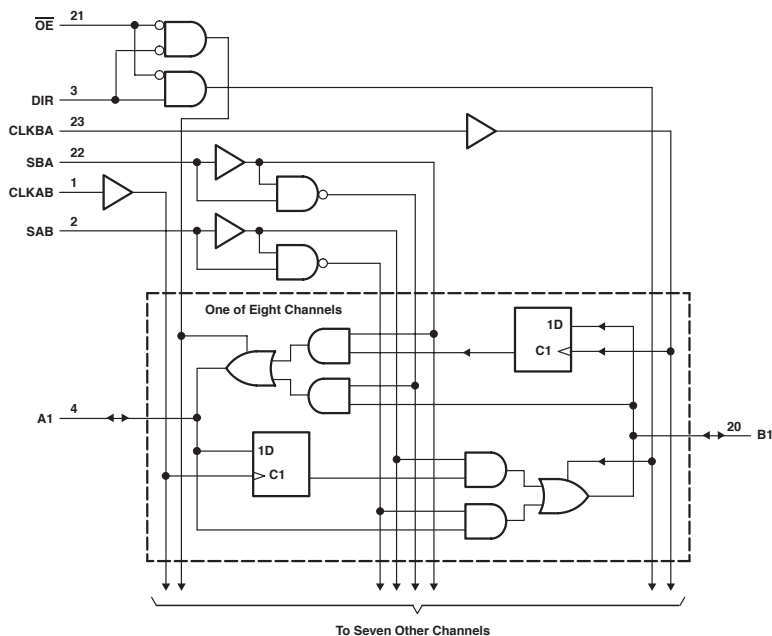 OE 21
DIR 3
CLKBA 23
SBA 22
CLKAB 1
SAB 2
One of Eight Channels
1D
C1
A1 4
1D
C1
20 B1
To Seven Other Channels